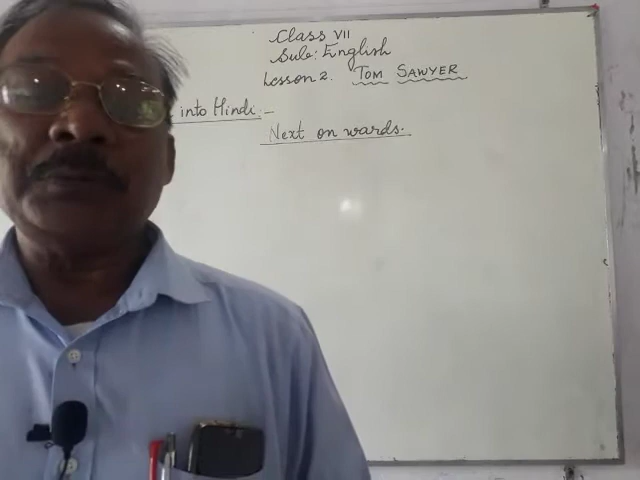 Class VII
Sub: English
Lesson 2. TOM SAWYER
into Hindi:-
Next on wards.